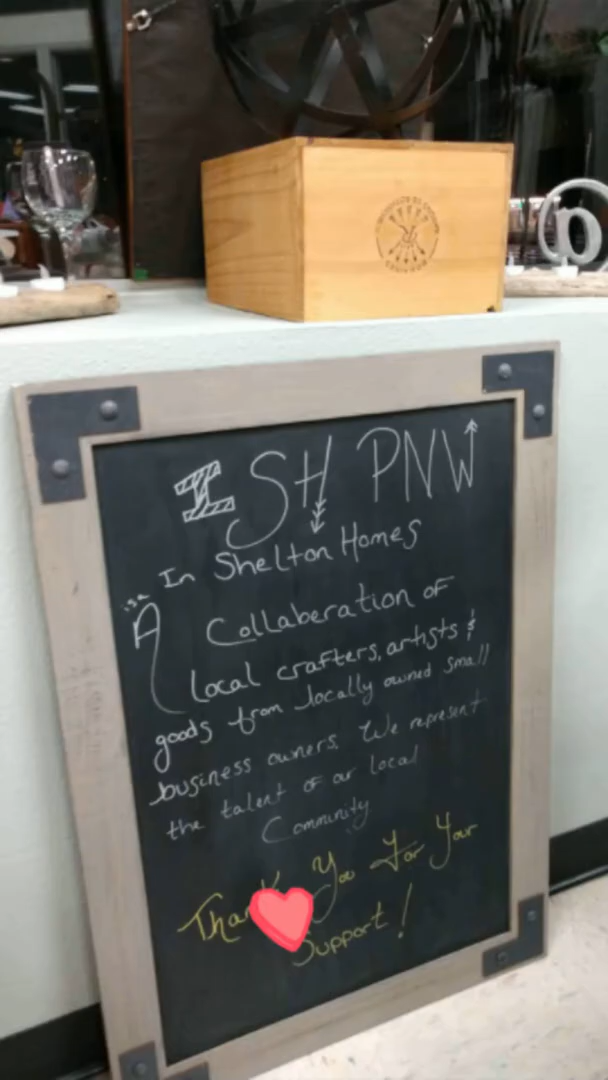 ISH PNW
In Shelton Homes
is a
A Collaberation of
local crafters, artists &
goods from locally owned small
business owners. We represent
the talent of our local
Community
Thank You For Your
Support!